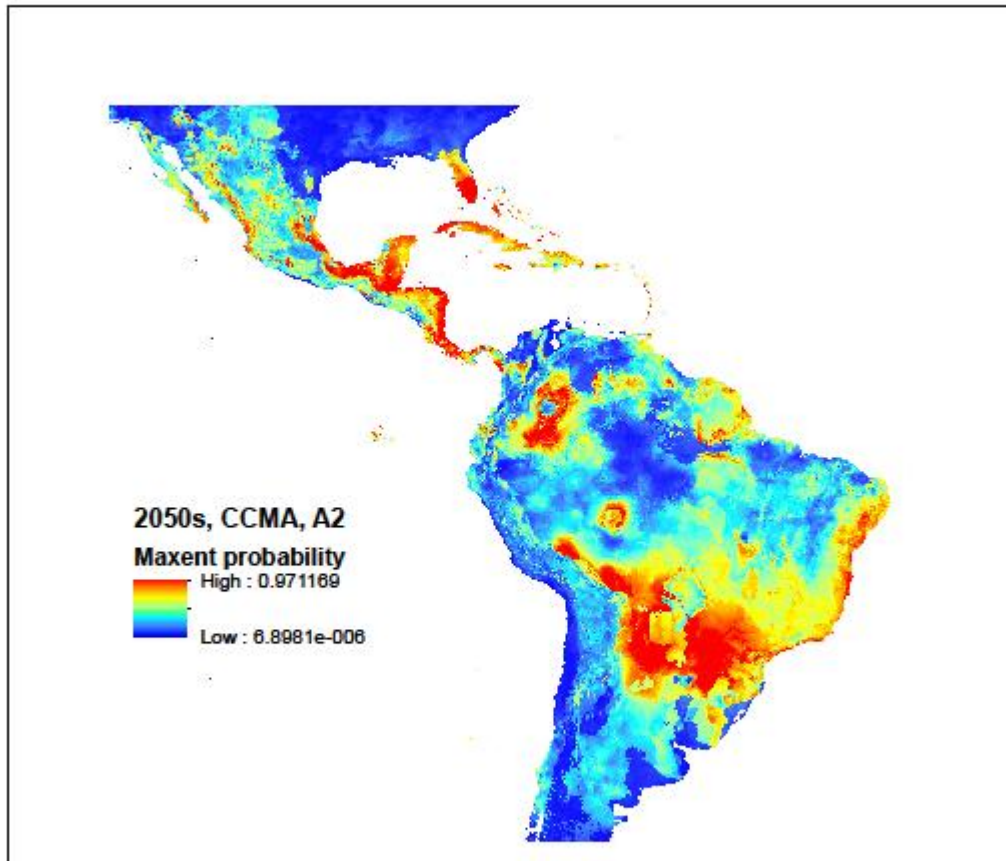 2050s, CCMA, A2
Maxent probability
High : 0.971169
Low : 6.8981e-006